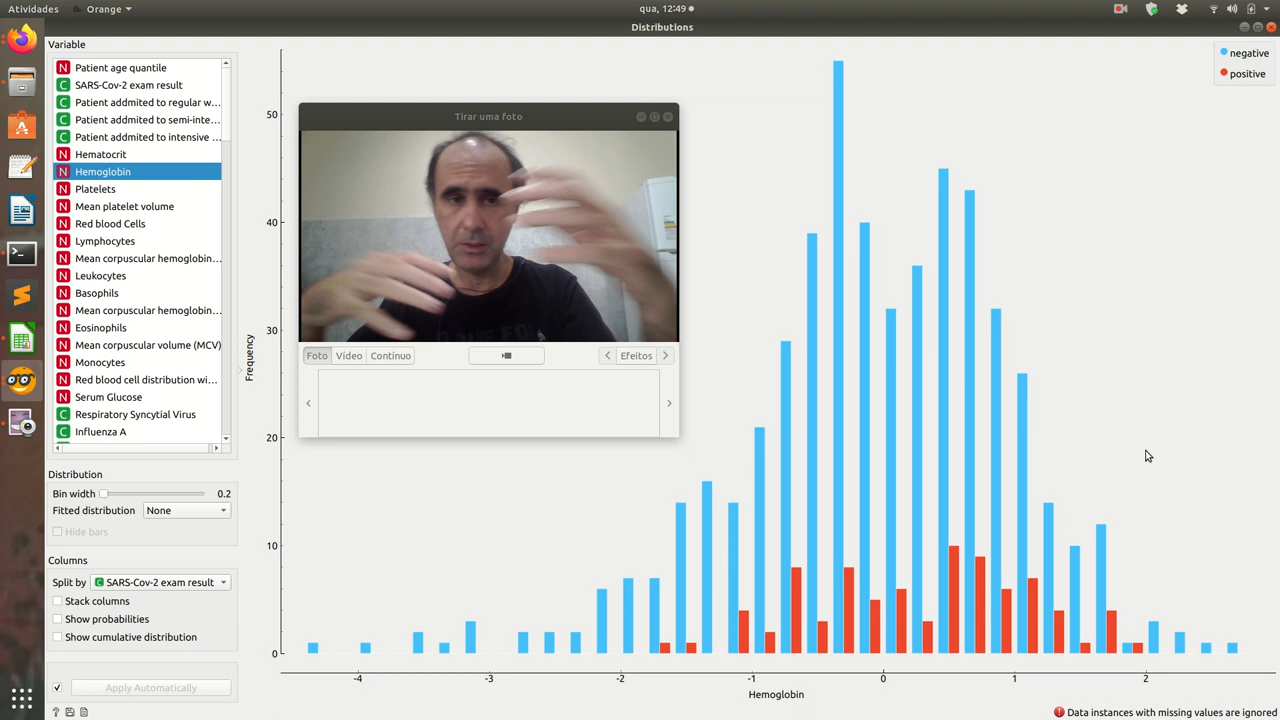 Atividades Orange qua, 12:49
Distributions
Variable
N Patient age quantile
C SARS-Cov-2 exam result
C Patient addmited to regular w...
C Patient addmited to semi-inte...
C Patient addmited to intensive ...
N Hematocrit
N Hemoglobin
N Platelets
N Mean platelet volume
N Red blood Cells
N Lymphocytes
N Mean corpuscular hemoglobin...
N Leukocytes
N Basophils
N Mean corpuscular hemoglobin...
N Eosinophils
N Mean corpuscular volume (MCV)
N Monocytes
N Red blood cell distribution wi...
N Serum Glucose
C Respiratory Syncytial Virus
C Influenza A
Distribution
Bin width 0.2
Fitted distribution None
Hide bars
Columns
Split by C SARS-Cov-2 exam result
Stack columns
Show probabilities
Show cumulative distribution
Apply Automatically
?
Tirar uma foto
Foto Vídeo Contínuo Efeitos
negative
positive
Frequency
50
40
30
20
10
0
-4 -3 -2 -1 0 1 2
Hemoglobin
Data instances with missing values are ignored